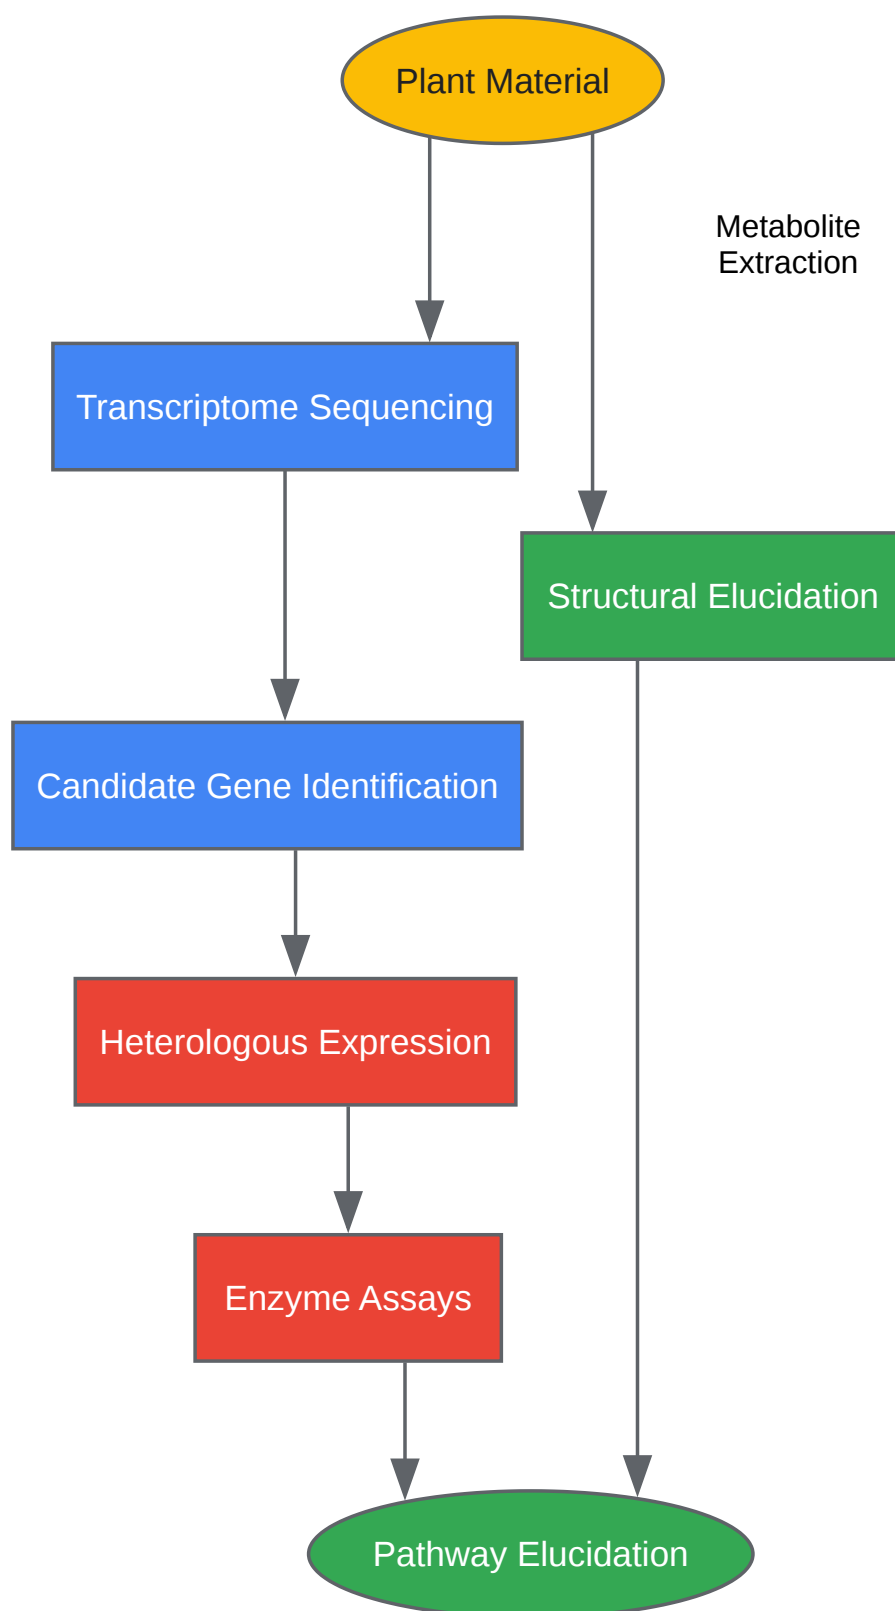 Plant Material
Metabolite
Extraction
Transcriptome Sequencing
Structural Elucidation
Candidate Gene Identification
Heterologous Expression
Enzyme Assays
Pathway Elucidation